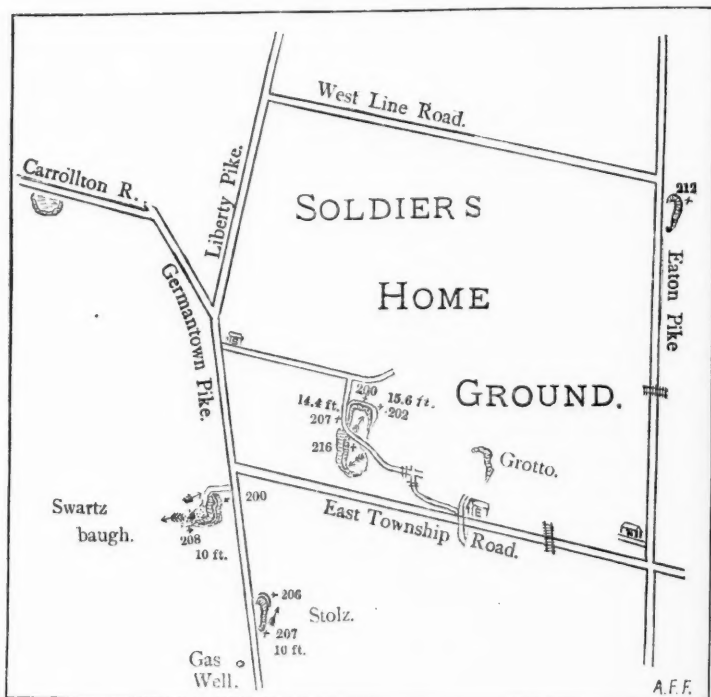 West Line Road.
Carrollton R.
Liberty Pike.
212
SOLDIERS
HOME
GROUND.
Eaton Pike
Germantown Pike.
200
14.4 ft.
15.6 ft.
207
202
216
Grotto.
Swartz
baugh.
200
208
10 ft.
East Township Road.
206
Stolz.
207
10 ft.
Gas
Well.
A.F.F.